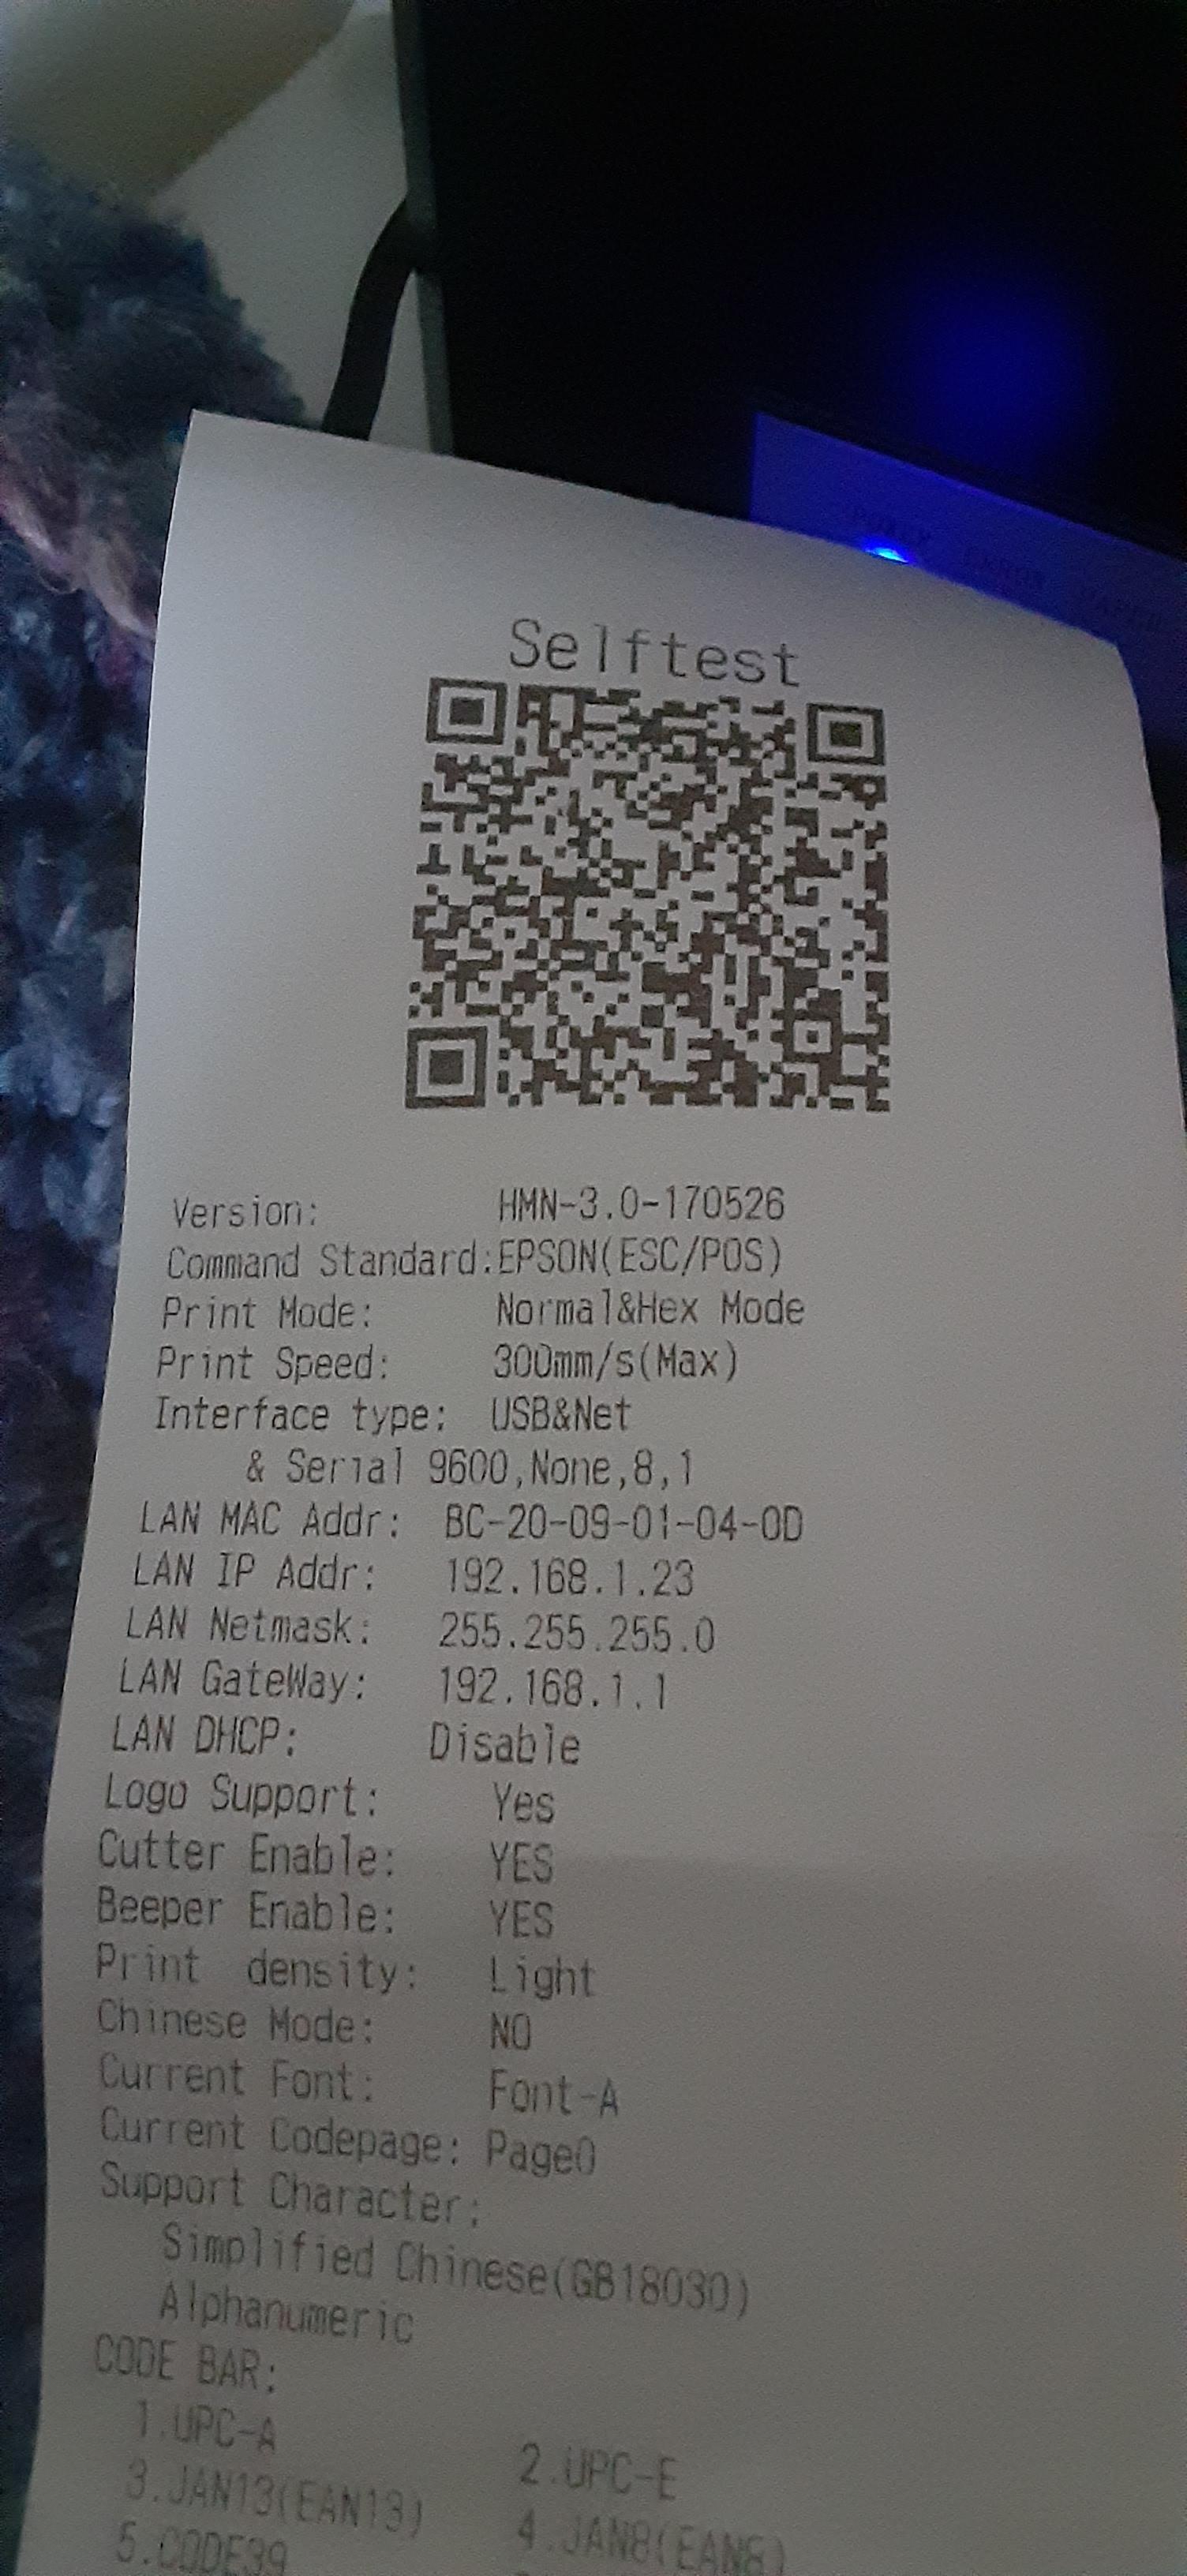 Selftest
Version: HMN-3.0-170526
Command Standard:EPSON(ESC/POS)
Print Mode: Normal&Hex Mode
Print Speed: 300mm/s(Max)
Interface type: USB&Net
& Serial 9600,None,8,1
LAN MAC Addr: BC-20-09-01-04-0D
LAN IP Addr: 192.168.1.23
LAN Netmask: 255.255.255.0
LAN GateWay: 192.168.1.1
LAN DHCP: Disable
Logo Support: Yes
Cutter Enable: YES
Beeper Enable: YES
Print density: Light
Chinese Mode: NO
Current Font: Font-A
Current Codepage: Page0
Support Character:
Simplified Chinese(GB18030)
Alphanumeric
CODE BAR:
1.UPC-A 2.UPC-E
3.JAN13(EAN13) 4.JAN8(EAN8)
5.CODE39